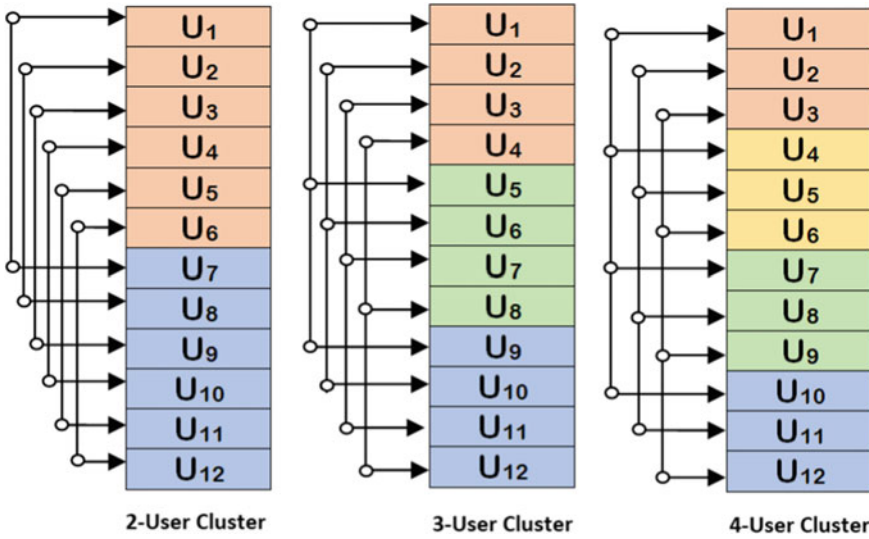 U1
U2
U3
U4
U5
U6
U7
U8
U9
U10
U11
U12
2-User Cluster
U1
U2
U3
U4
U5
U6
U7
U8
U9
U10
U11
U12
3-User Cluster
U1
U2
U3
U4
U5
U6
U7
U8
U9
U10
U11
U12
4-User Cluster